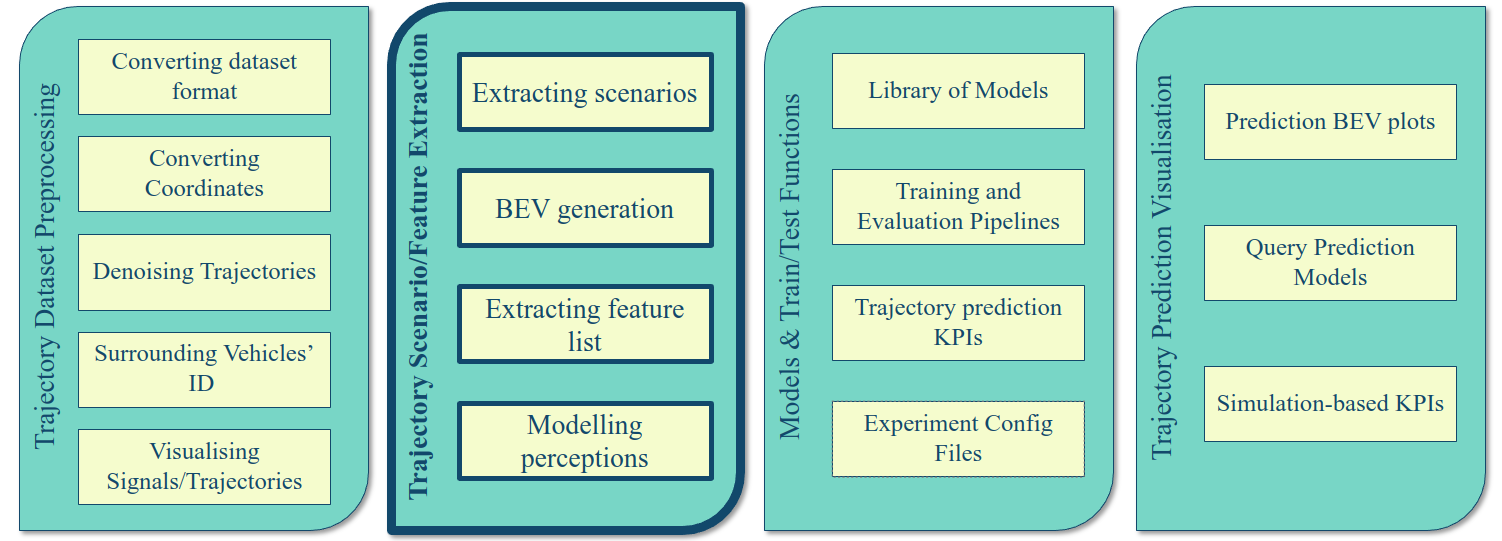 Trajectory Dataset Preprocessing
Converting dataset
format
Converting
Coordinates
Denoising Trajectories
Surrounding Vehicles’
ID
Visualising
Signals/Trajectories
Trajectory Scenario/Feature Extraction
Extracting scenarios
BEV generation
Extracting feature
list
Modelling
perceptions
Models & Train/Test Functions
Library of Models
Training and
Evaluation Pipelines
Trajectory prediction
KPIs
Experiment Config
Files
Trajectory Prediction Visualisation
Prediction BEV plots
Query Prediction
Models
Simulation-based KPIs